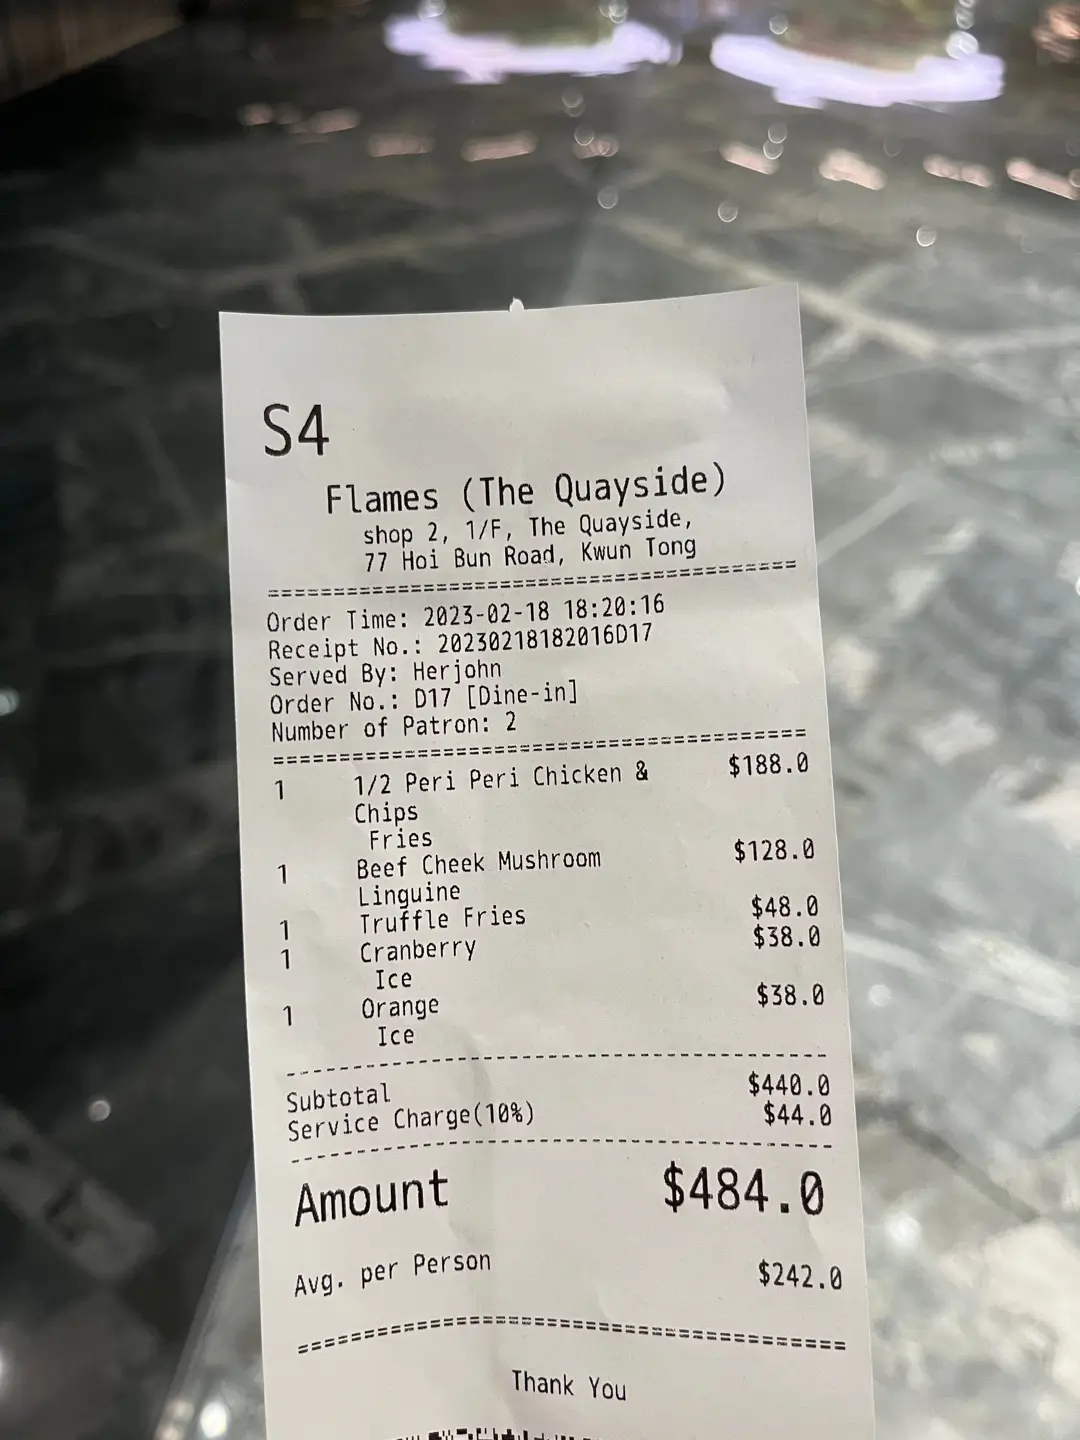 S4
Flames (The Quayside)
shop 2, 1/F, The Quayside,
77 Hoi Bun Road, Kwun Tong
========================================
Order Time: 2023-02-18 18:20:16
Receipt No.: 20230218182016D17
Served By: Herjohn
Order No.: D17 [Dine-in]
Number of Patron: 2
========================================
1 1/2 Peri Peri Chicken & $188.0
Chips
Fries
1 Beef Cheek Mushroom $128.0
Linguine
1 Truffle Fries $48.0
1 Cranberry $38.0
Ice
1 Orange $38.0
Ice
----------------------------------------
Subtotal $440.0
Service Charge(10%) $44.0
----------------------------------------
Amount $484.0
Avg. per Person $242.0
========================================
Thank You